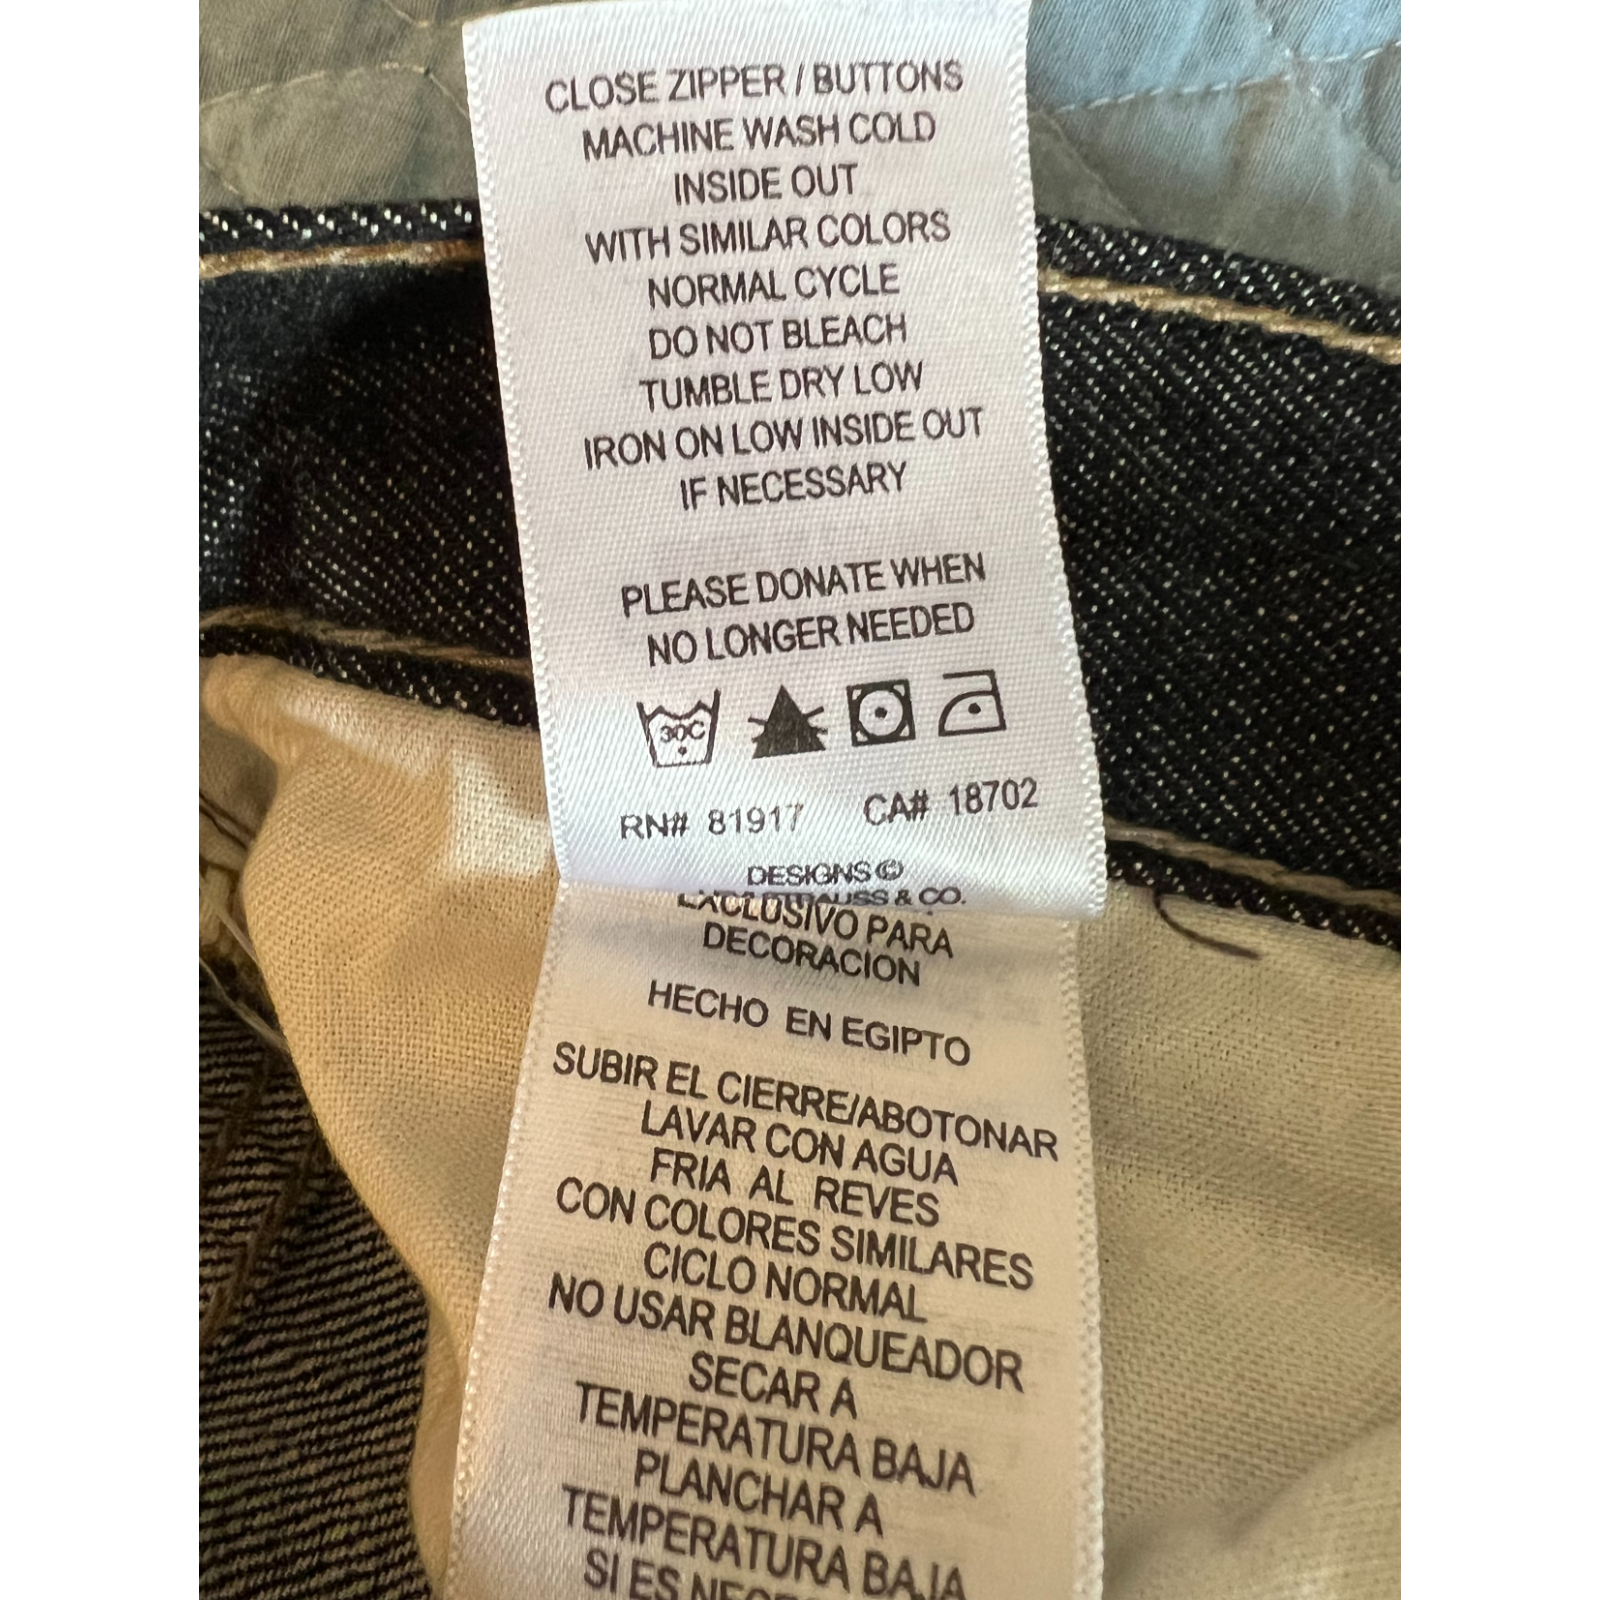 CLOSE ZIPPER / BUTTONS
MACHINE WASH COLD
INSIDE OUT
WITH SIMILAR COLORS
NORMAL CYCLE
DO NOT BLEACH
TUMBLE DRY LOW
IRON ON LOW INSIDE OUT
IF NECESSARY
PLEASE DONATE WHEN
NO LONGER NEEDED
30C
RN# 81917 CA# 18702
DESIGNS ©
STRAUSS & CO.
EXCLUSIVO PARA
DECORACION
HECHO EN EGIPTO
SUBIR EL CIERRE/ABOTONAR
LAVAR CON AGUA
FRIA AL REVES
CON COLORES SIMILARES
CICLO NORMAL
NO USAR BLANQUEADOR
SECAR A
TEMPERATURA BAJA
PLANCHAR A
TEMPERATURA BAJA
SI ES